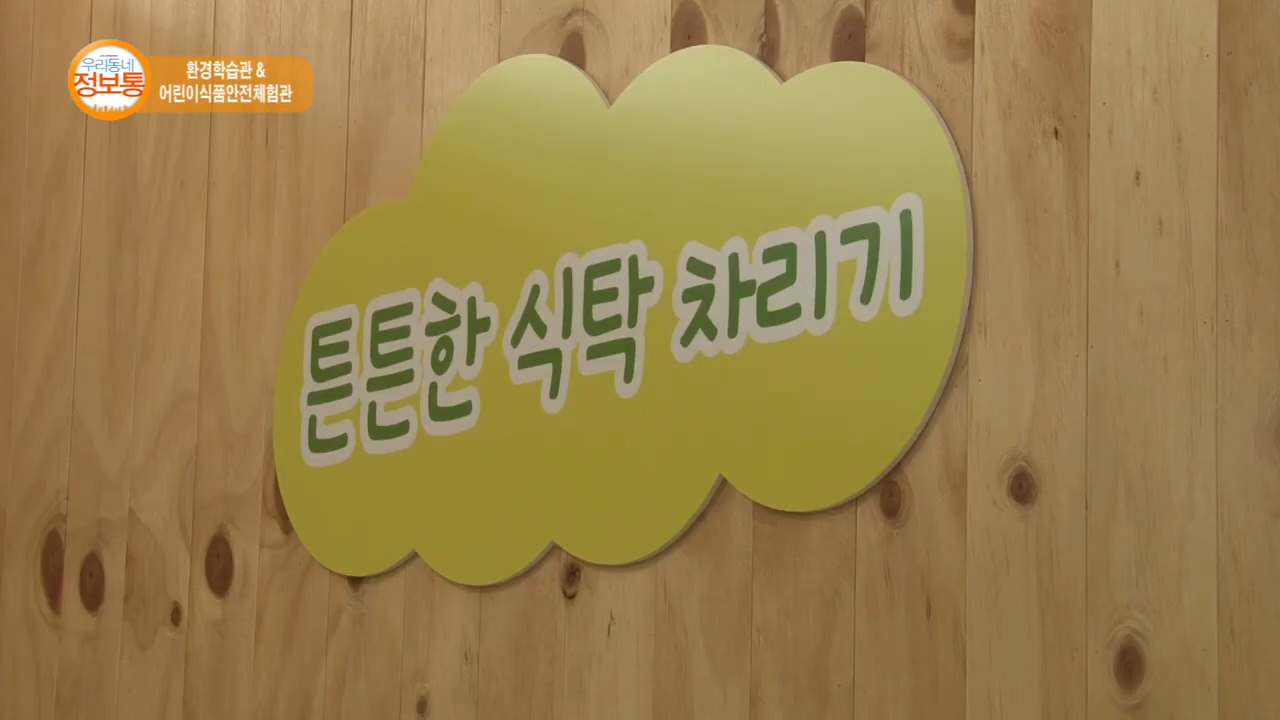 우리동네
정보통
환경학습관 &
어린이식품안전체험관
튼튼한 식탁 차리기